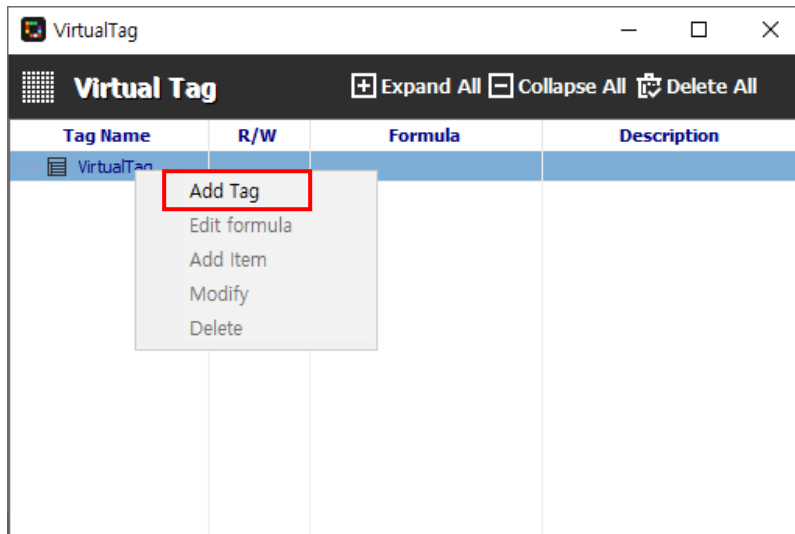 VirtualTag
Virtual Tag Expand All Collapse All Delete All
Tag Name R/W Formula Description
VirtualTag
Add Tag
Edit formula
Add Item
Modify
Delete